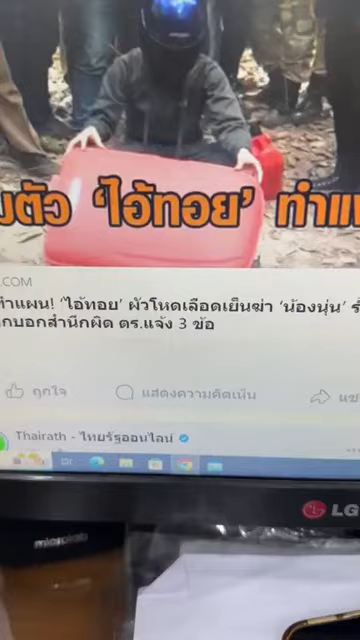 ‘ไอ้ทอย’
.COM
ทำแผน! ‘ไอ้ทอย’ ผัวโหดเลือดเย็นฆ่า ‘น้องนุ่น’
กบอกสำนึกผิด ตร.แจ้ง 3 ข้อ
ถูกใจ แสดงความคิดเห็น แชร์
Thairath - ไทยรัฐออนไลน์
LG
microlab